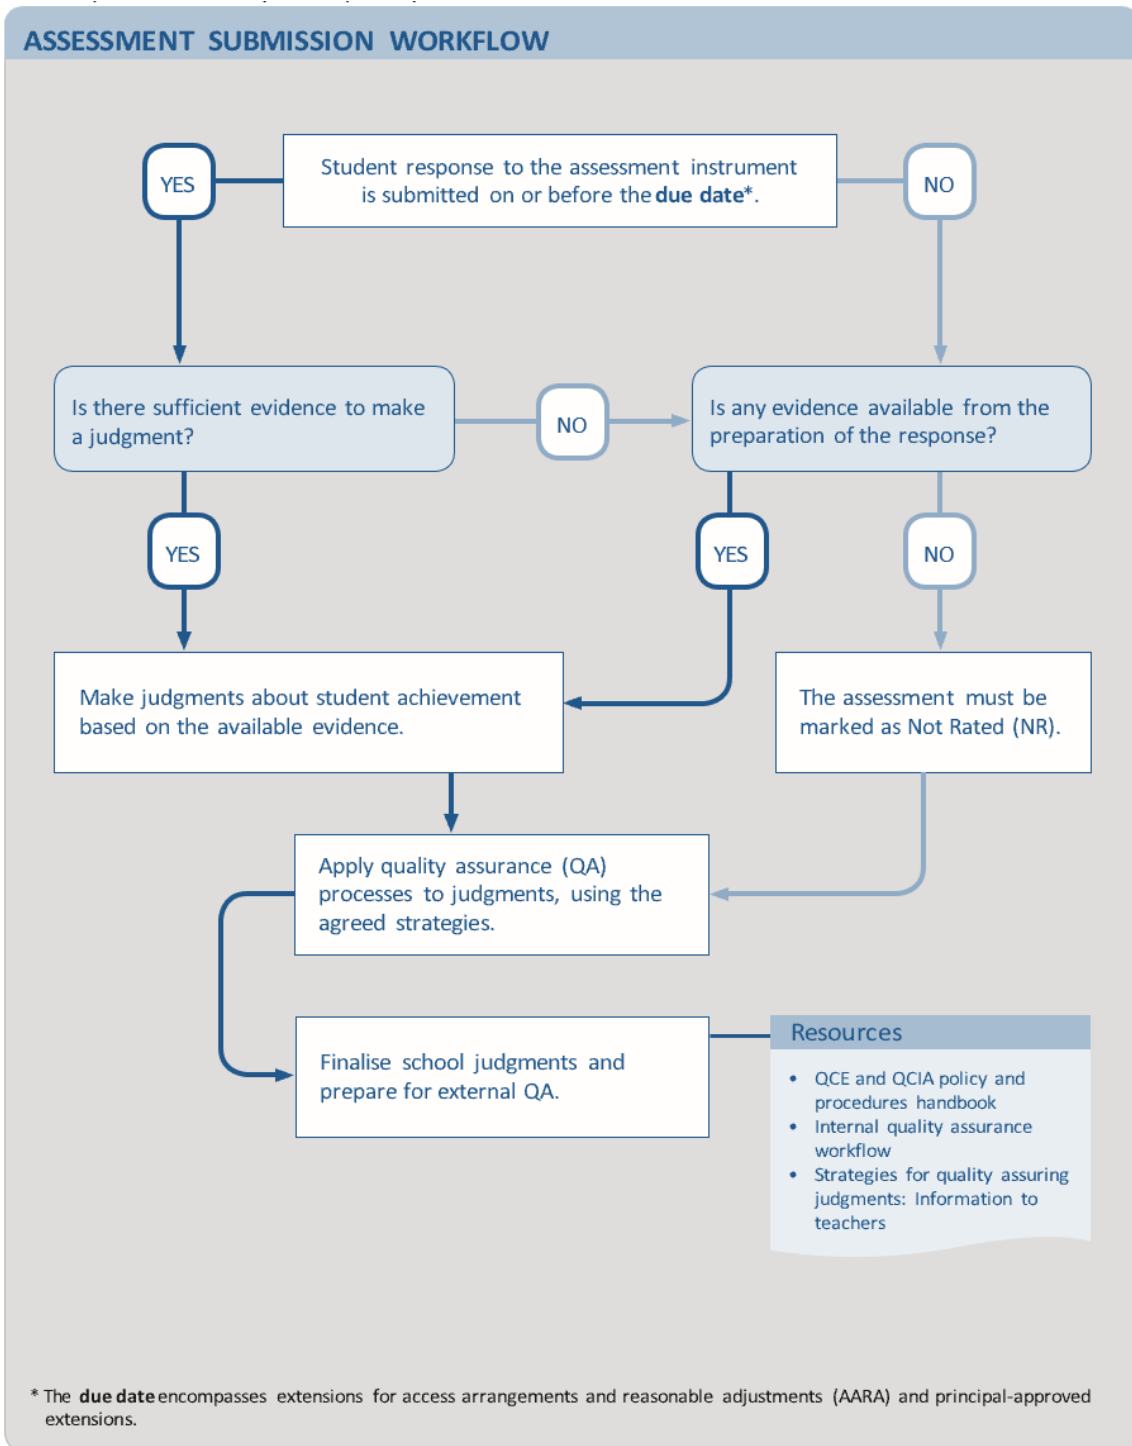 ASSESSMENT SUBMISSION WORKFLOW
YES
Student response to the assessment instrument
is submitted on or before the due date*.
NO
Is there sufficient evidence to make
a judgment?
NO
Is any evidence available from the
preparation of the response?
YES
YES
NO
Make judgments about student achievement
based on the available evidence.
The assessment must be
marked as Not Rated (NR).
Apply quality assurance (QA)
processes to judgments, using the
agreed strategies.
Finalise school judgments and
prepare for external QA.
Resources
• QCE and QCIA policy and
procedures handbook
• Internal quality assurance
workflow
• Strategies for quality assuring
judgments: Information to
teachers
* The due date encompasses extensions for access arrangements and reasonable adjustments (AARA) and principal-approved
extensions.